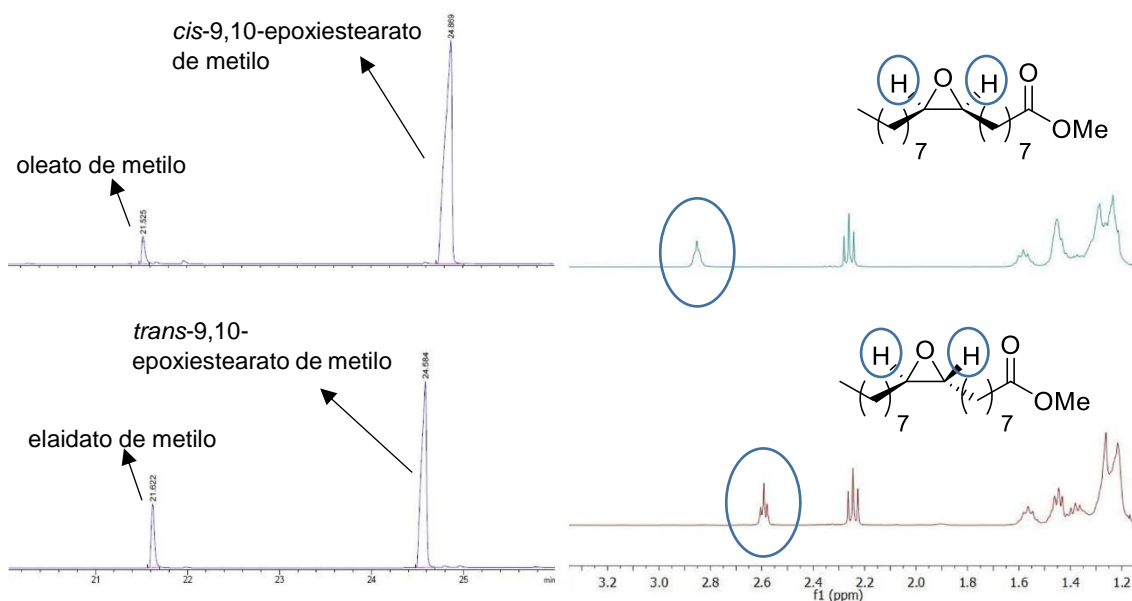 cis-9,10-epoxiestearato
de metilo
24.869
oleato de metilo
21.525
H O H O
OMe
7 7
trans-9,10-
epoxiestearato de metilo
24.584
elaidato de metilo
21.622
H O H O
OMe
7 7
21 22 23 24 25 min
3.2 3.0 2.8 2.6 2.4 2.2 2.0 1.8 1.6 1.4 1.2
f1 (ppm)